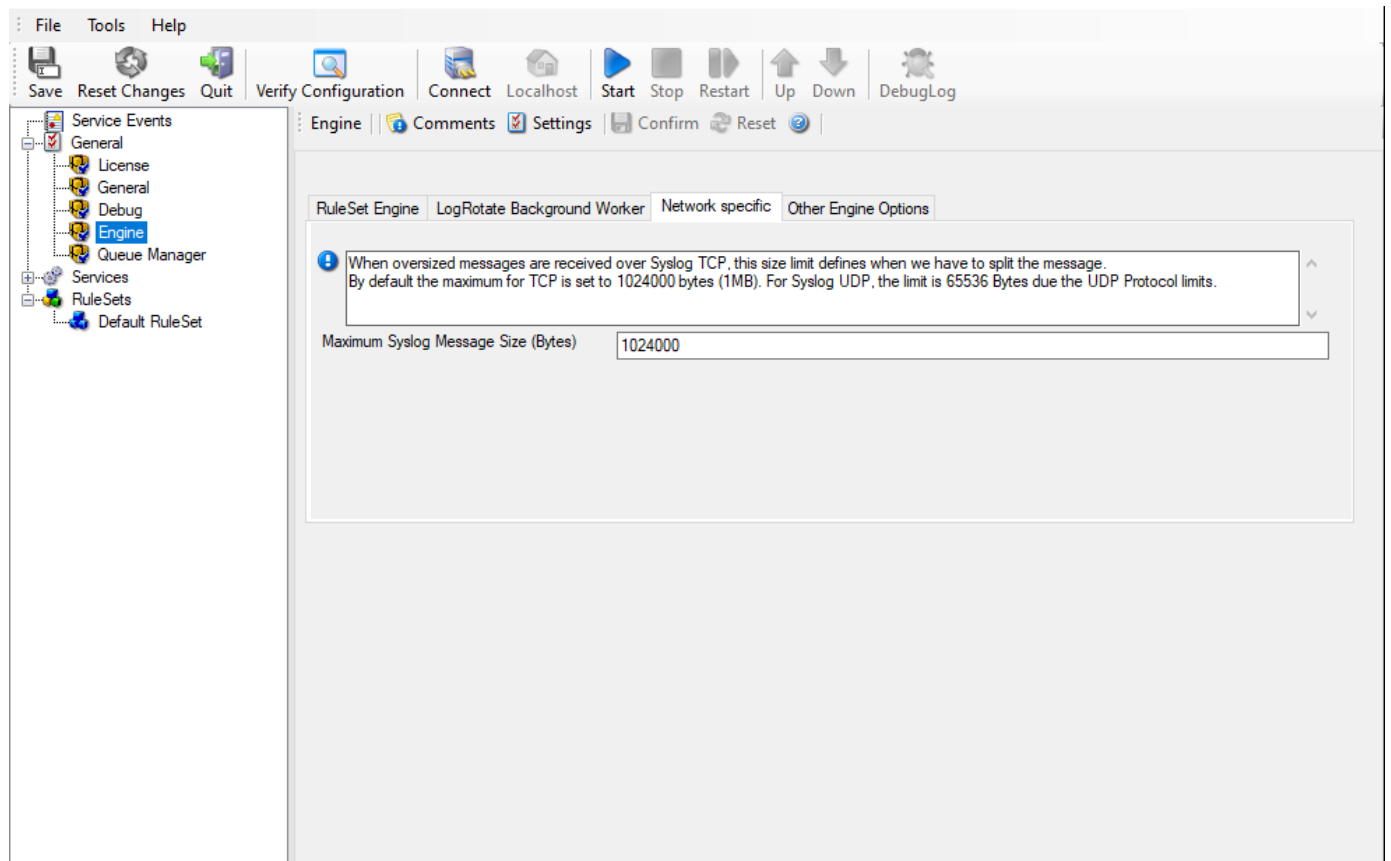 File Tools Help
Save Reset Changes Quit Verify Configuration Connect Localhost Start Stop Restart Up Down DebugLog
Service Events
General
License
General
Debug
Engine
Queue Manager
Services
RuleSets
Default RuleSet
Engine Comments Settings Confirm Reset
RuleSet Engine LogRotate Background Worker Network specific Other Engine Options
When oversized messages are received over Syslog TCP, this size limit defines when we have to split the message.
By default the maximum for TCP is set to 1024000 bytes (1MB). For Syslog UDP, the limit is 65536 Bytes due the UDP Protocol limits.
Maximum Syslog Message Size (Bytes) 1024000